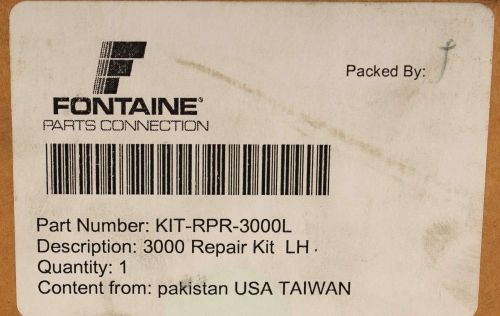 FONTAINE®
PARTS CONNECTION
Packed By:
Part Number: KIT-RPR-3000L
Description: 3000 Repair Kit LH.
Quantity: 1
Content from: pakistan USA TAIWAN